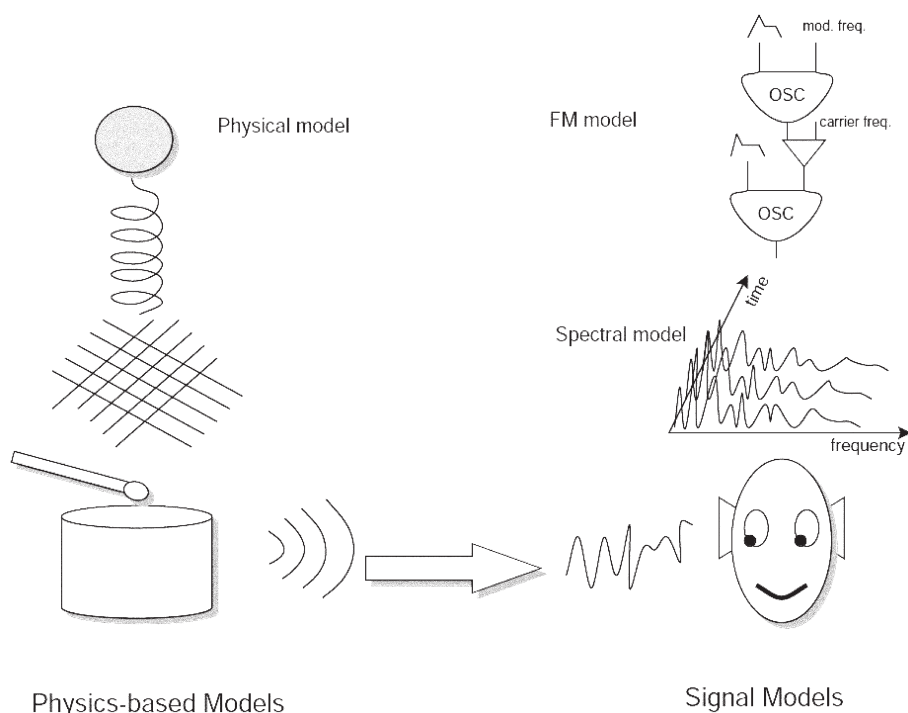 mod. freq.
OSC
Physical model
FM model
carrier freq.
OSC
time
Spectral model
frequency
Physics-based Models
Signal Models